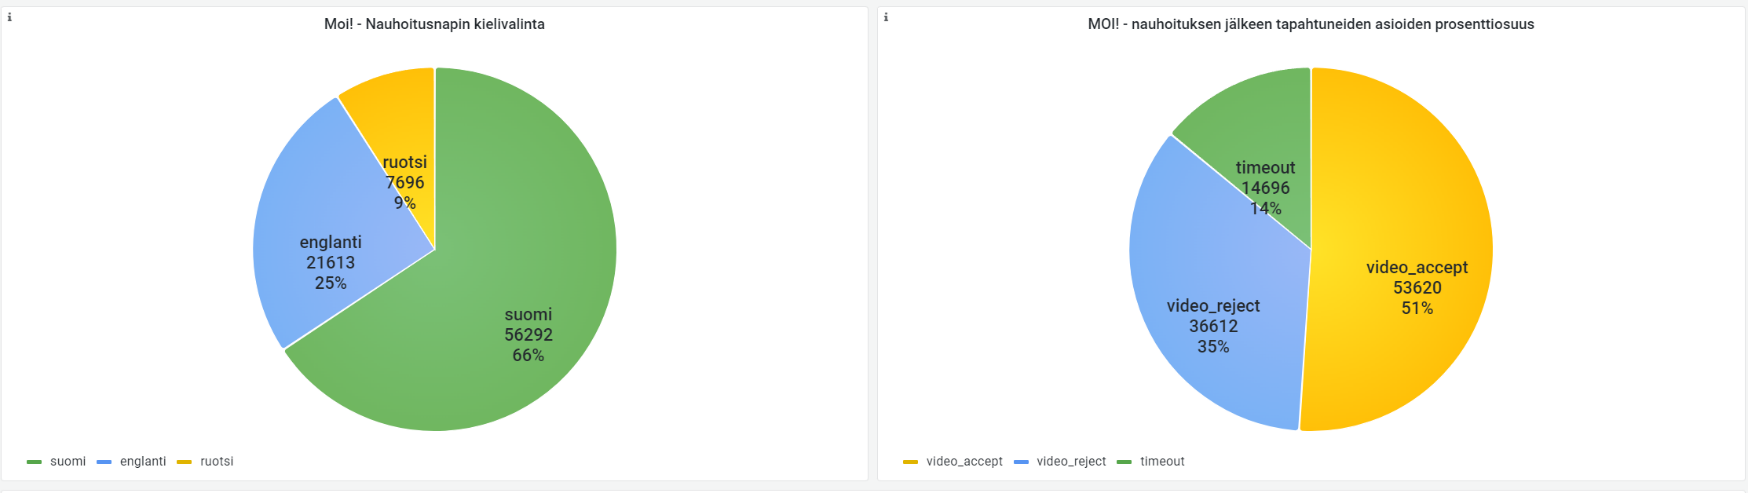 Moi! - Nauhoitusnapin kielivalinta
ruotsi
7696
9%
englanti
21613
25%
suomi
56292
66%
suomi englanti ruotsi
MOI! - nauhoituksen jälkeen tapahtuneiden asioiden prosenttiosuus
timeout
14696
14%
video_accept
53620
51%
video_reject
36612
35%
video_accept video_reject timeout